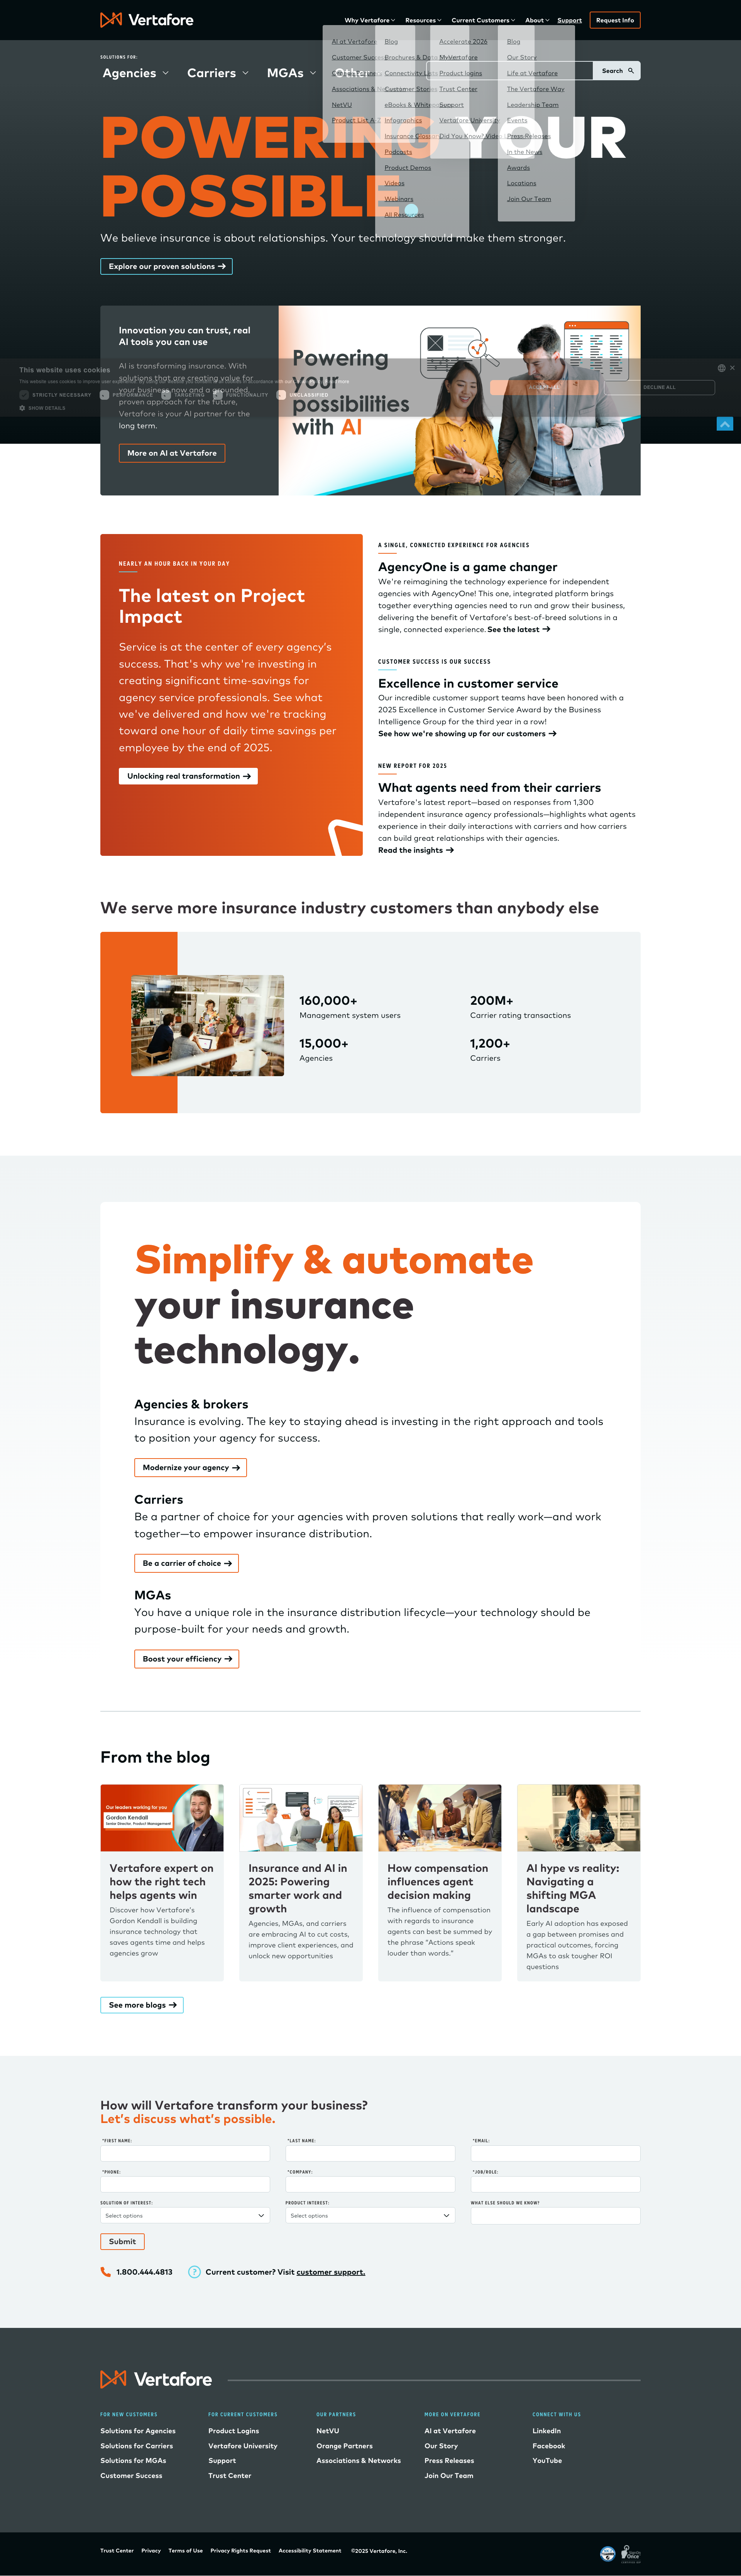 Vertafore
Why Vertafore
Resources
Current Customers
About
Support
Request Info
SOLUTIONS FOR:
Agencies
Carriers
MGAs
Other
Search
AI at Vertafore
Customer Success
Associations &
NetVU
Product List A-Z
Blog
Brochures & Data
Connectivity
Customer Stories
eBooks &
Infographics
Insurance
Podcasts
Product Demos
Videos
Webinars
All Resources
Accelerate 2026
MyVertafore
Product logins
Trust Center
Support
Vertafore University
Did You Know? Videos
Blog
Our Story
Life at Vertafore
The Vertafore Way
Leadership Team
Events
Press Releases
In the News
Awards
Locations
Join Our Team
POWERING YOUR
POSSIBLE.
We believe insurance is about relationships. Your technology should make them stronger.
Explore our proven solutions
Innovation you can trust, real
AI tools you can use
AI is transforming insurance. With
solutions that are creating value for
your business now and a grounded,
proven approach for the future,
Vertafore is your AI partner for the
long term.
More on AI at Vertafore
Powering
your
possibilities
with AI
This website uses cookies
This website uses cookies to improve user
STRICTLY NECESSARY
PERFORMANCE
TARGETING
FUNCTIONALITY
UNCLASSIFIED
SHOW DETAILS
ACCEPT ALL
DECLINE ALL
NEARLY AN HOUR BACK IN YOUR DAY
The latest on Project
Impact
Service is at the center of every agency's
success. That's why we're investing in
creating significant time-savings for
agency service professionals. See what
we've delivered and how we're tracking
toward one hour of daily time savings per
employee by the end of 2025.
Unlocking real transformation
A SINGLE, CONNECTED EXPERIENCE FOR AGENCIES
AgencyOne is a game changer
We're reimagining the technology experience for independent
agencies with AgencyOne! This one, integrated platform brings
together everything agencies need to run and grow their business,
delivering the benefit of Vertafore's best-of-breed solutions in a
single, connected experience. See the latest
CUSTOMER SUCCESS IS OUR SUCCESS
Excellence in customer service
Our incredible customer support teams have been honored with a
2025 Excellence in Customer Service Award by the Business
Intelligence Group for the third year in a row!
See how we're showing up for our customers
NEW REPORT FOR 2025
What agents need from their carriers
Vertafore's latest report—based on responses from 1,300
independent insurance agency professionals—highlights what agents
experience in their daily interactions with carriers and how carriers
can build great relationships with their agencies.
Read the insights
We serve more insurance industry customers than anybody else
160,000+
Management system users
200M+
Carrier rating transactions
15,000+
Agencies
1,200+
Carriers
Simplify & automate
your insurance
technology.
Agencies & brokers
Insurance is evolving. The key to staying ahead is investing in the right approach and tools
to position your agency for success.
Modernize your agency
Carriers
Be a partner of choice for your agencies with proven solutions that really work—and work
together—to empower insurance distribution.
Be a carrier of choice
MGAs
You have a unique role in the insurance distribution lifecycle—your technology should be
purpose-built for your needs and growth.
Boost your efficiency
From the blog
Our leaders working for you
Gordon Kendall
Senior Director, Product Management
Vertafore expert on
how the right tech
helps agents win
Discover how Vertafore's
Gordon Kendall is building
insurance technology that
saves agents time and helps
agencies grow
Insurance and AI in
2025: Powering
smarter work and
growth
Agencies, MGAs, and carriers
are embracing AI to cut costs,
improve client experiences, and
unlock new opportunities
How compensation
influences agent
decision making
The influence of compensation
with regards to insurance
agents can best be summed by
the phrase "Actions speak
louder than words."
AI hype vs reality:
Navigating a
shifting MGA
landscape
Early AI adoption has exposed
a gap between promises and
practical outcomes, forcing
MGAs to ask tougher ROI
questions
See more blogs
How will Vertafore transform your business?
Let's discuss what's possible.
*FIRST NAME:
*LAST NAME:
*EMAIL:
*PHONE:
*COMPANY:
*JOB/ROLE:
SOLUTION OF INTEREST:
PRODUCT INTEREST:
WHAT ELSE SHOULD WE KNOW?
Select options
Select options
Submit
1.800.444.4813
Current customer? Visit customer support.
Vertafore
FOR NEW CUSTOMERS
Solutions for Agencies
Solutions for Carriers
Solutions for MGAs
Customer Success
FOR CURRENT CUSTOMERS
Product Logins
Vertafore University
Support
Trust Center
OUR PARTNERS
NetVU
Orange Partners
Associations & Networks
MORE ON VERTAFORE
AI at Vertafore
Our Story
Press Releases
Join Our Team
CONNECT WITH US
LinkedIn
Facebook
YouTube
Trust Center
Privacy
Terms of Use
Privacy Rights Request
Accessibility Statement
©2025 Vertafore, Inc.
Once